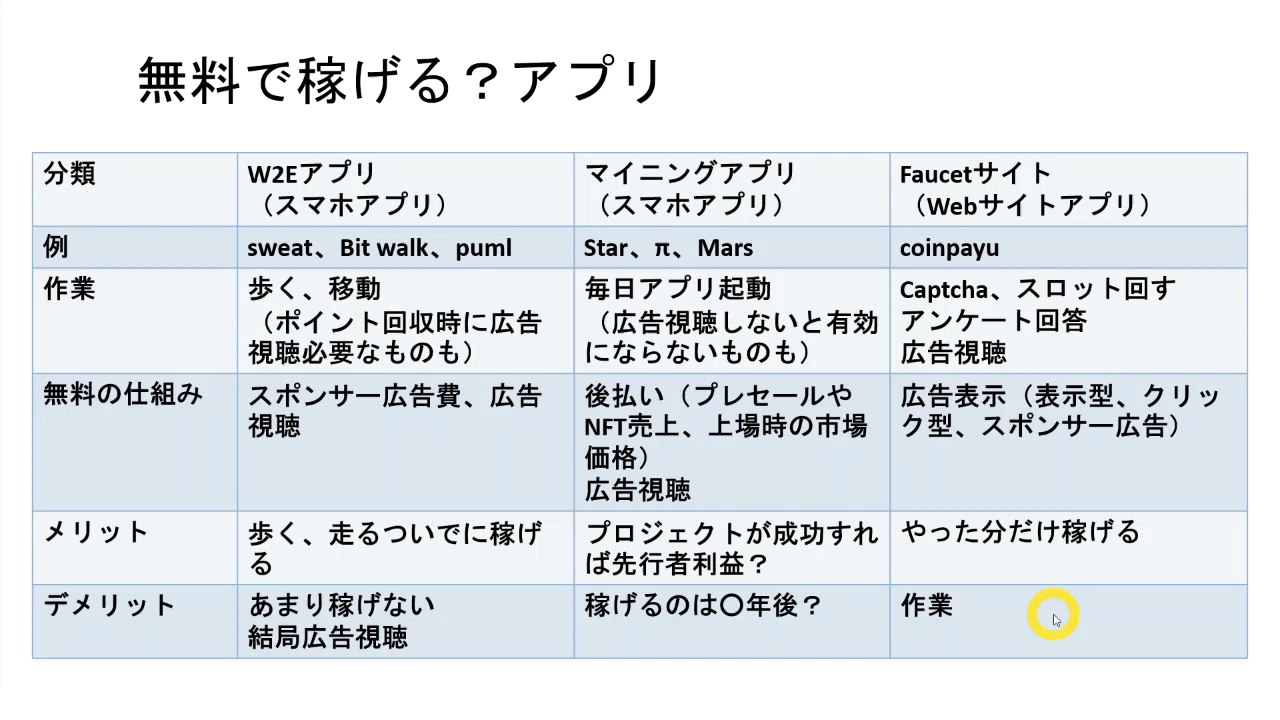 無料で稼げる？アプリ
分類
W2Eアプリ
（スマホアプリ）
マイニングアプリ
（スマホアプリ）
Faucetサイト
（Webサイトアプリ）
例
sweat、Bit walk、puml
Star、π、Mars
coinpayu
作業
歩く、移動
（ポイント回収時に広告
視聴必要なものも）
毎日アプリ起動
（広告視聴しないと有効
にならないものも）
Captcha、スロット回す
アンケート回答
広告視聴
無料の仕組み
スポンサー広告費、広告
視聴
後払い（プレセールや
NFT売上、上場時の市場
価格）
広告視聴
広告表示（表示型、クリッ
ク型、スポンサー広告）
メリット
歩く、走るついでに稼げ
る
プロジェクトが成功すれ
ば先行者利益？
やった分だけ稼げる
デメリット
あまり稼げない
結局広告視聴
稼げるのは〇年後？
作業